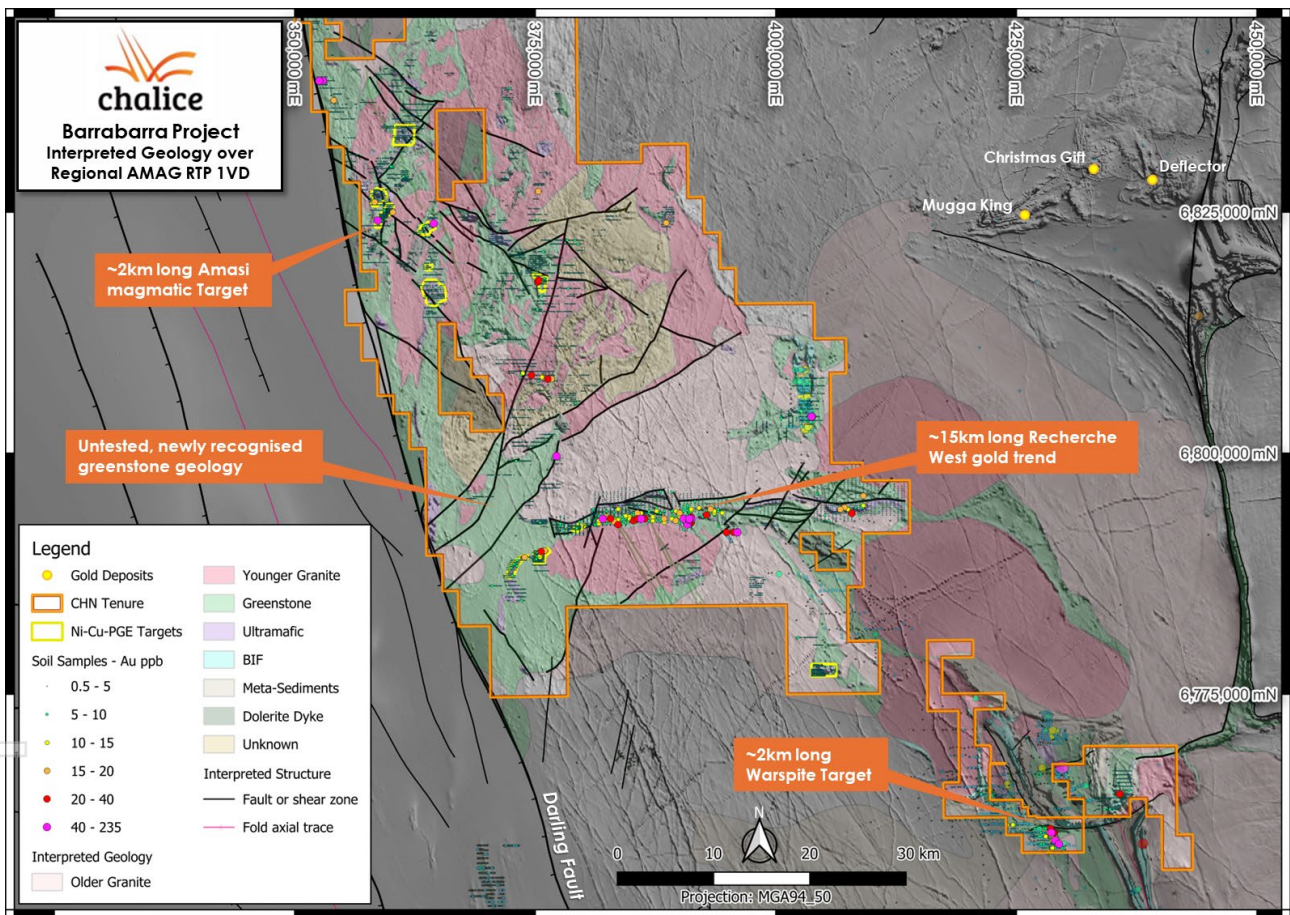 chalice
Barrabarra Project
Interpreted Geology over
Regional AMAG RTP 1VD
350,000 mE
375,000 mE
400,000 mE
425,000 mE
450,000 mE
Christmas Gift
Deflector
Mugga King
6,825,000 mN
~2km long Amasi
magmatic Target
Untested, newly recognised
greenstone geology
~15km long Recherche
West gold trend
6,800,000 mN
6,775,000 mN
~2km long
Warspite Target
Darling Fault
Legend
Gold Deposits
CHN Tenure
Ni-Cu-PGE Targets
Soil Samples - Au ppb
0.5 - 5
5 - 10
10 - 15
15 - 20
20 - 40
40 - 235
Interpreted Geology
Older Granite
Younger Granite
Greenstone
Ultramafic
BIF
Meta-Sediments
Dolerite Dyke
Unknown
Interpreted Structure
Fault or shear zone
Fold axial trace
N
0 10 20 30 km
Projection: MGA94_50